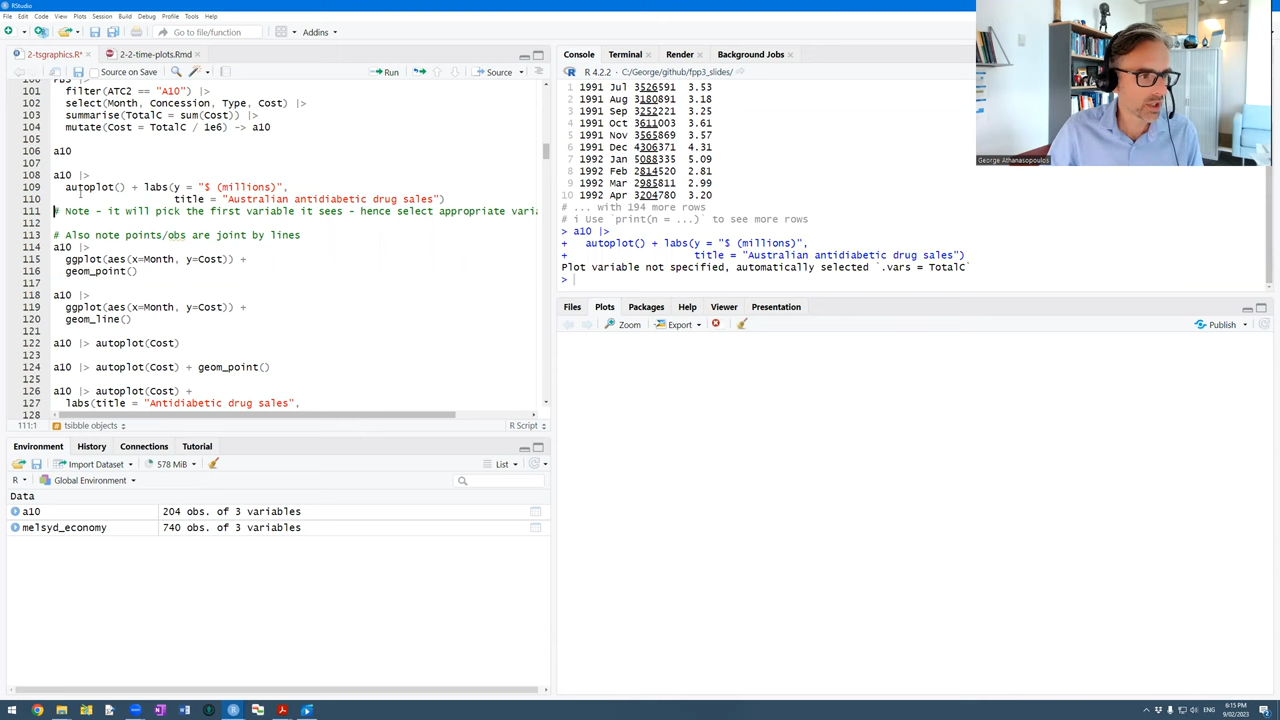 RStudio
File Edit Code View Plots Session Build Debug Profile Tools Help
Go to file/function Addins
2-tsgraphics.R* 2-2-time-plots.Rmd
Source on Save Run Source
100 PBS |>
101 filter(ATC2 == "A10") |>
102 select(Month, Concession, Type, Cost) |>
103 summarise(TotalC = sum(Cost)) |>
104 mutate(Cost = TotalC / 1e6) -> a10
105
106 a10
107
108 a10 |>
109 autoplot() + labs(y = "$ (millions)",
110 title = "Australian antidiabetic drug sales")
111 # Note - it will pick the first variable it sees - hence select appropriate varia
112
113 # Also note points/obs are joint by lines
114 a10 |>
115 ggplot(aes(x=Month, y=Cost)) +
116 geom_point()
117
118 a10 |>
119 ggplot(aes(x=Month, y=Cost)) +
120 geom_line()
121
122 a10 |> autoplot(Cost)
123
124 a10 |> autoplot(Cost) + geom_point()
125
126 a10 |> autoplot(Cost) +
127 labs(title = "Antidiabetic drug sales",
128
111:1 tsibble objects R Script
Environment History Connections Tutorial
Import Dataset 578 MiB List
R Global Environment
Data
a10 204 obs. of 3 variables
melsyd_economy 740 obs. of 3 variables
Console Terminal Render Background Jobs
R 4.2.2 · C:/George/github/fpp3_slides/
1 1991 Jul 3526591 3.53
2 1991 Aug 3180891 3.18
3 1991 Sep 3252221 3.25
4 1991 Oct 3611003 3.61
5 1991 Nov 3565869 3.57
6 1991 Dec 4306371 4.31
7 1992 Jan 5088335 5.09
8 1992 Feb 2814520 2.81
9 1992 Mar 2985811 2.99
10 1992 Apr 3204780 3.20
# ... with 194 more rows
# i Use `print(n = ...)` to see more rows
> a10 |>
+ autoplot() + labs(y = "$ (millions)",
+ title = "Australian antidiabetic drug sales")
Plot variable not specified, automatically selected `.vars = TotalC`
>
Files Plots Packages Help Viewer Presentation
Zoom Export Publish
George Athanasopoulos
ENG
6:15 PM
9/02/2023